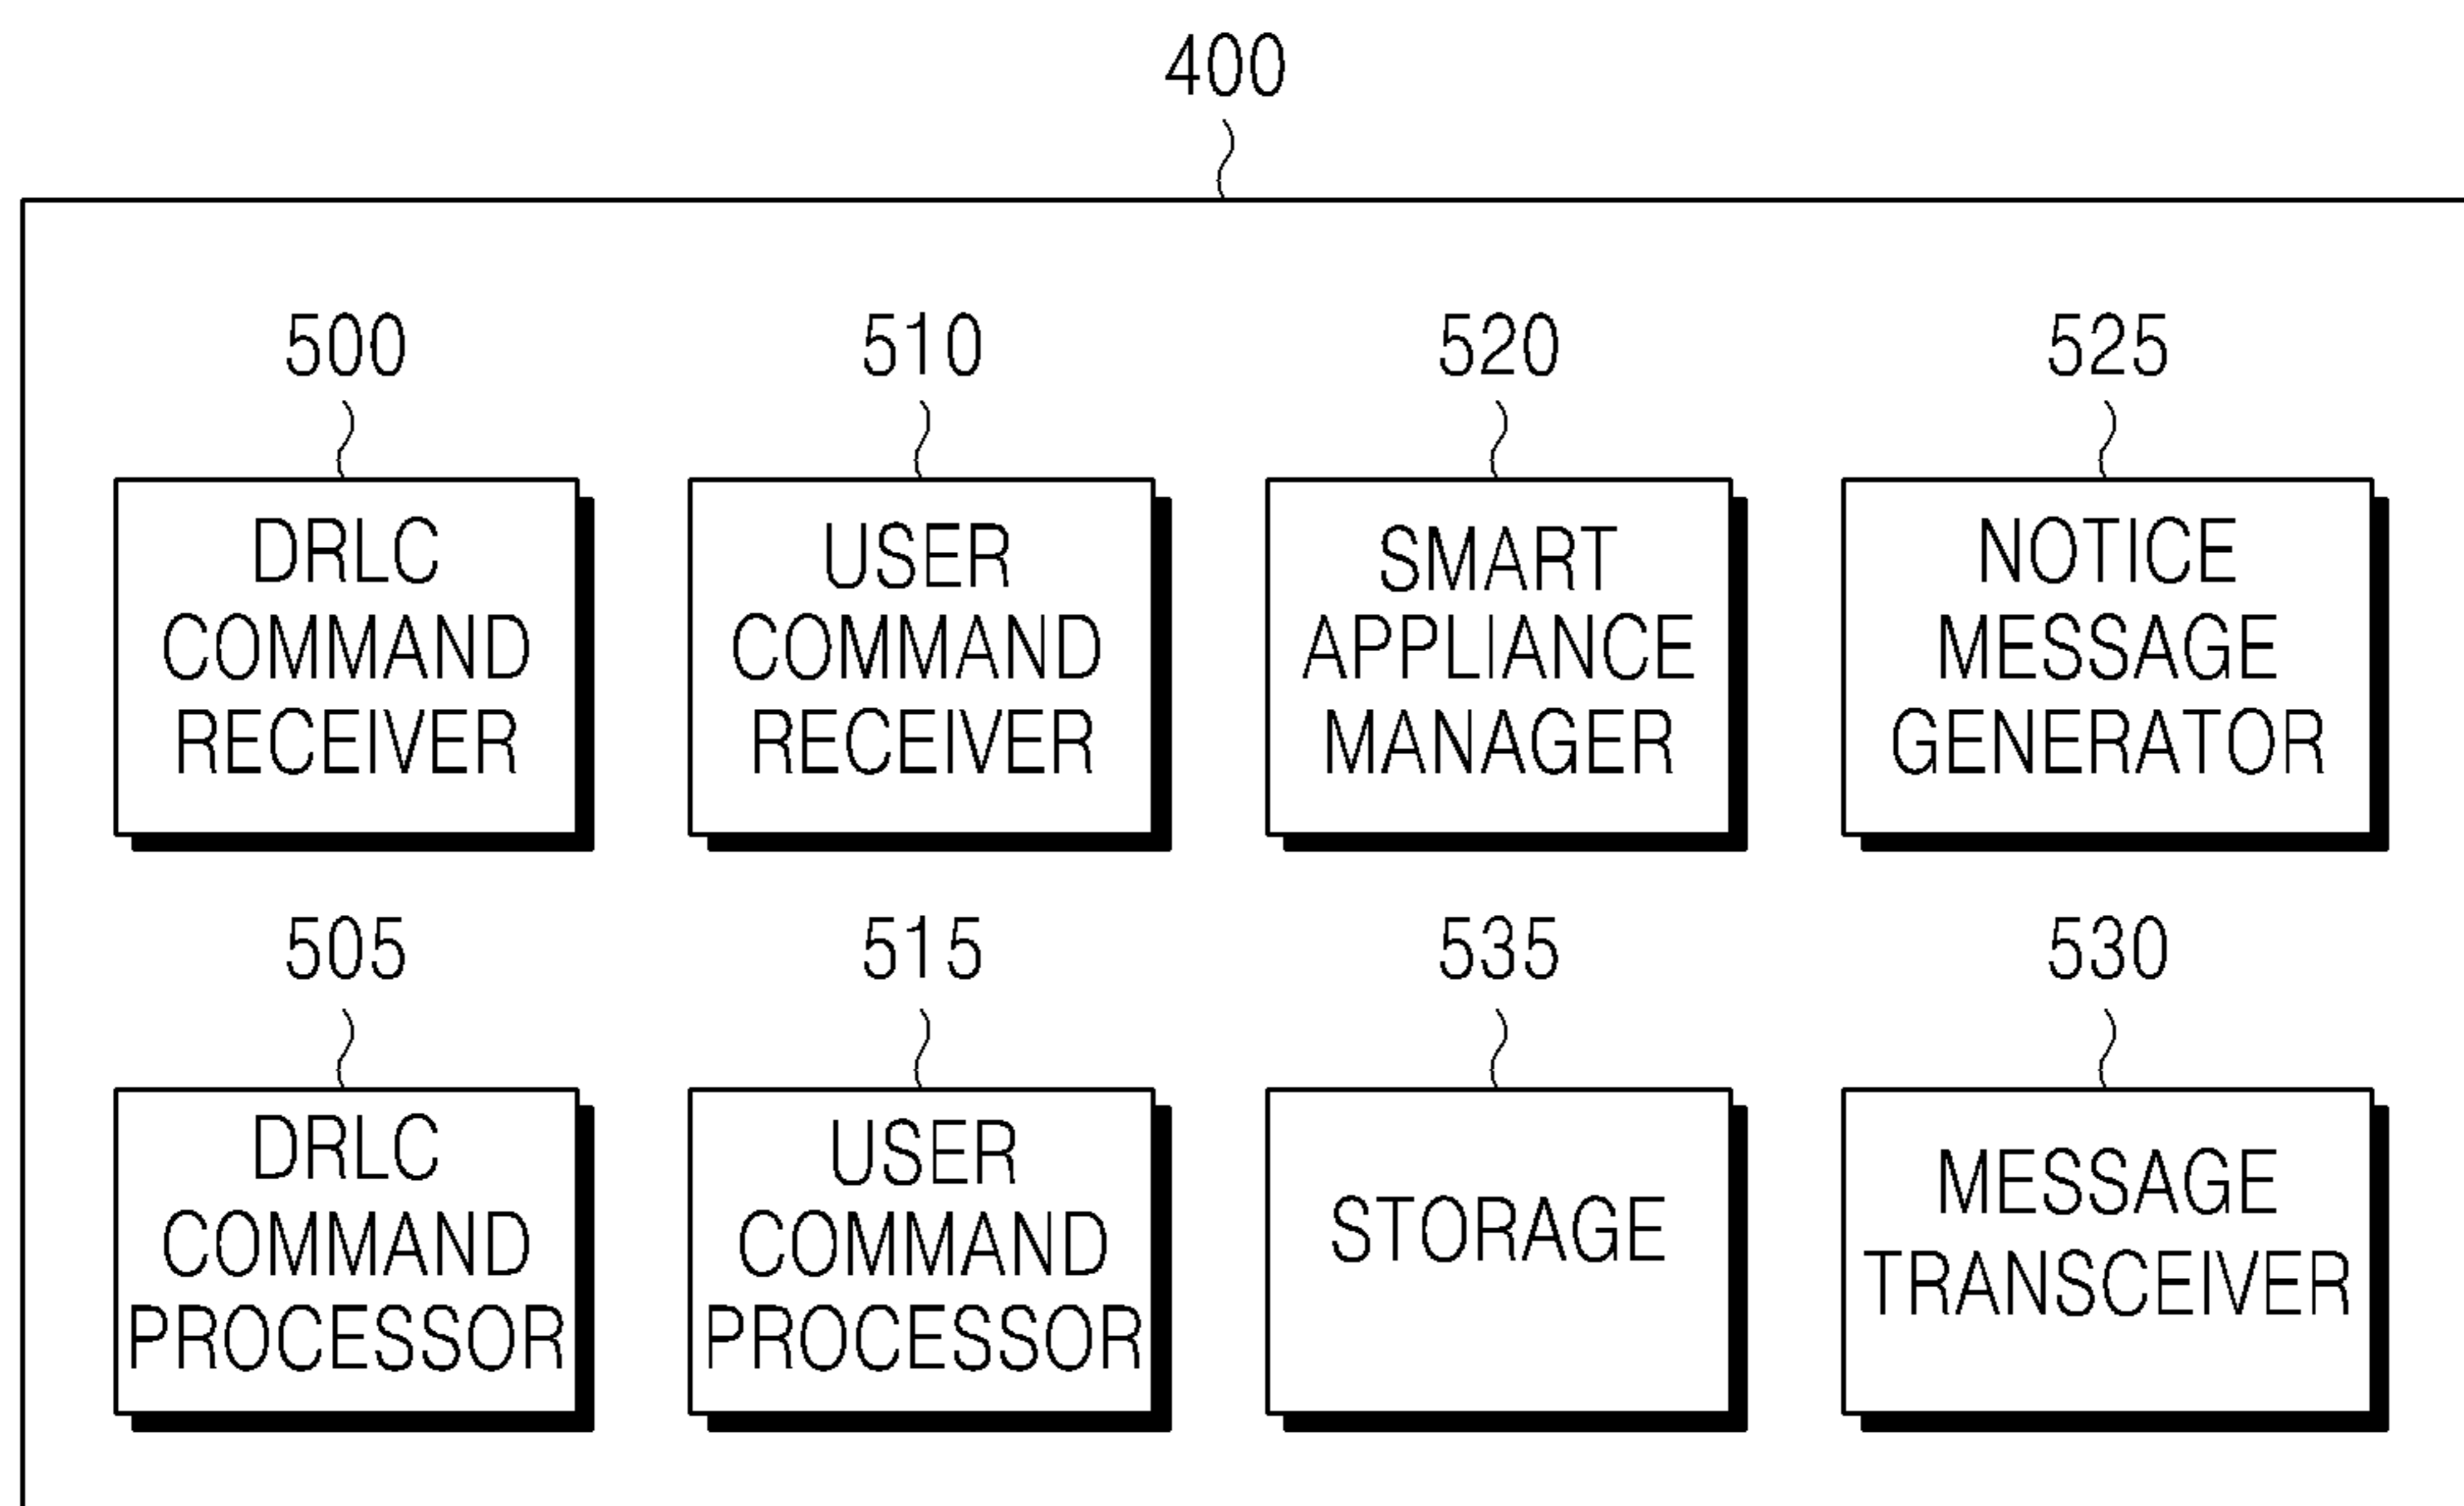 400
500
510
520
525
DRLC
COMMAND
RECEIVER
USER
COMMAND
RECEIVER
SMART
APPLIANCE
MANAGER
NOTICE
MESSAGE
GENERATOR
505
515
535
530
DRLC
COMMAND
PROCESSOR
USER
COMMAND
PROCESSOR
STORAGE
MESSAGE
TRANSCEIVER